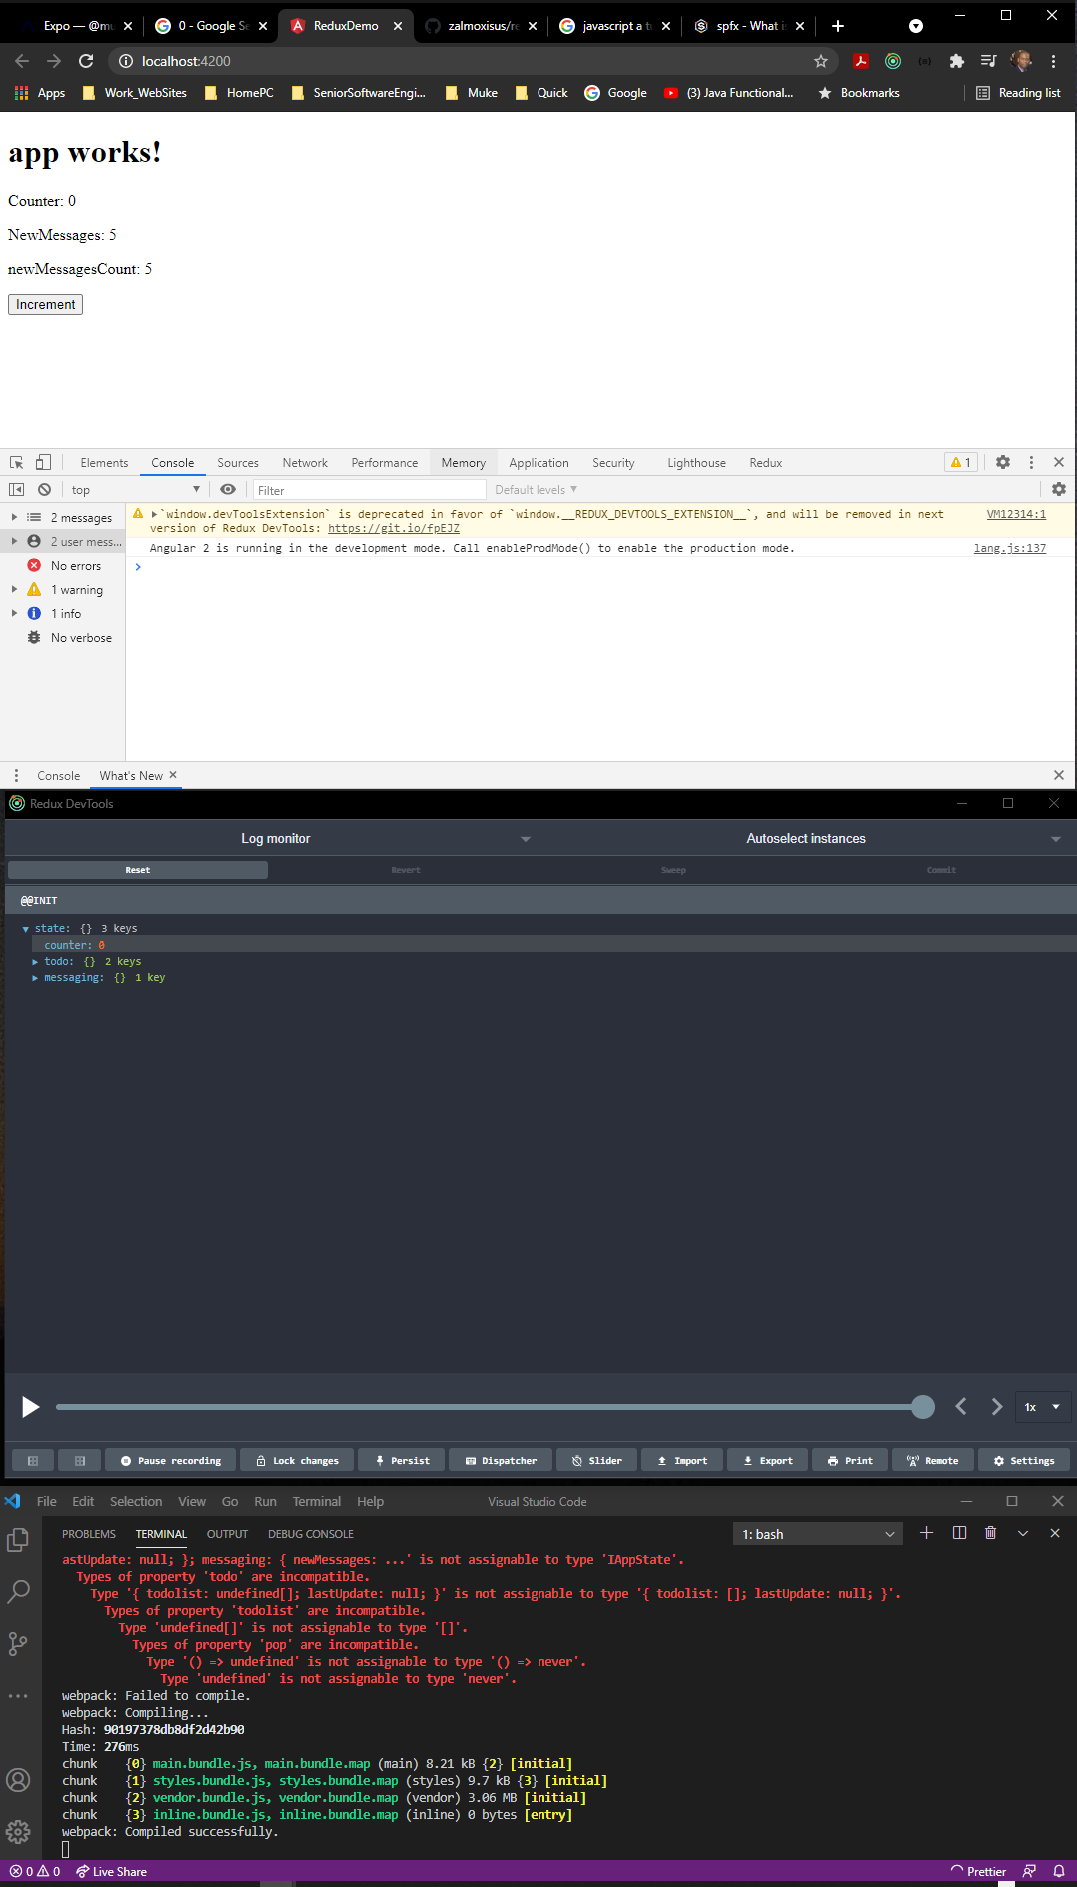 Expo — @mu
0 - Google Se
ReduxDemo
zalmoxisus/re
javascript a tu
spfx - What is
localhost:4200
Apps
Work_WebSites
HomePC
SeniorSoftwareEngi...
Muke
Quick
Google
(3) Java Functional...
Bookmarks
Reading list
app works!
Counter: 0
NewMessages: 5
newMessagesCount: 5
Increment
Elements Console Sources Network Performance Memory Application Security Lighthouse Redux 1
top Filter Default levels
2 messages
2 user mess...
No errors
1 warning
1 info
No verbose
`window.devToolsExtension` is deprecated in favor of `window.__REDUX_DEVTOOLS_EXTENSION__`, and will be removed in next VM12314:1
version of Redux DevTools: https://git.io/fpEJZ
Angular 2 is running in the development mode. Call enableProdMode() to enable the production mode. lang.js:137
Console What's New
Redux DevTools
Log monitor Autoselect instances
Reset Revert Sweep Commit
@@INIT
state: {} 3 keys
counter: 0
todo: {} 2 keys
messaging: {} 1 key
1x
Pause recording Lock changes Persist Dispatcher Slider Import Export Print Remote Settings
File Edit Selection View Go Run Terminal Help Visual Studio Code
PROBLEMS TERMINAL OUTPUT DEBUG CONSOLE 1: bash
astUpdate: null; }; messaging: { newMessages: ...' is not assignable to type 'IAppState'.
Types of property 'todo' are incompatible.
Type '{ todolist: undefined[]; lastUpdate: null; }' is not assignable to type '{ todolist: []; lastUpdate: null; }'.
Types of property 'todolist' are incompatible.
Type 'undefined[]' is not assignable to type '[]'.
Types of property 'pop' are incompatible.
Type '() => undefined' is not assignable to type '() => never'.
Type 'undefined' is not assignable to type 'never'.
webpack: Failed to compile.
webpack: Compiling...
Hash: 90197378db8df2d42b90
Time: 276ms
chunk {0} main.bundle.js, main.bundle.map (main) 8.21 kB {2} [initial]
chunk {1} styles.bundle.js, styles.bundle.map (styles) 9.7 kB {3} [initial]
chunk {2} vendor.bundle.js, vendor.bundle.map (vendor) 3.06 MB [initial]
chunk {3} inline.bundle.js, inline.bundle.map (inline) 0 bytes [entry]
webpack: Compiled successfully.
0 0 Live Share Prettier